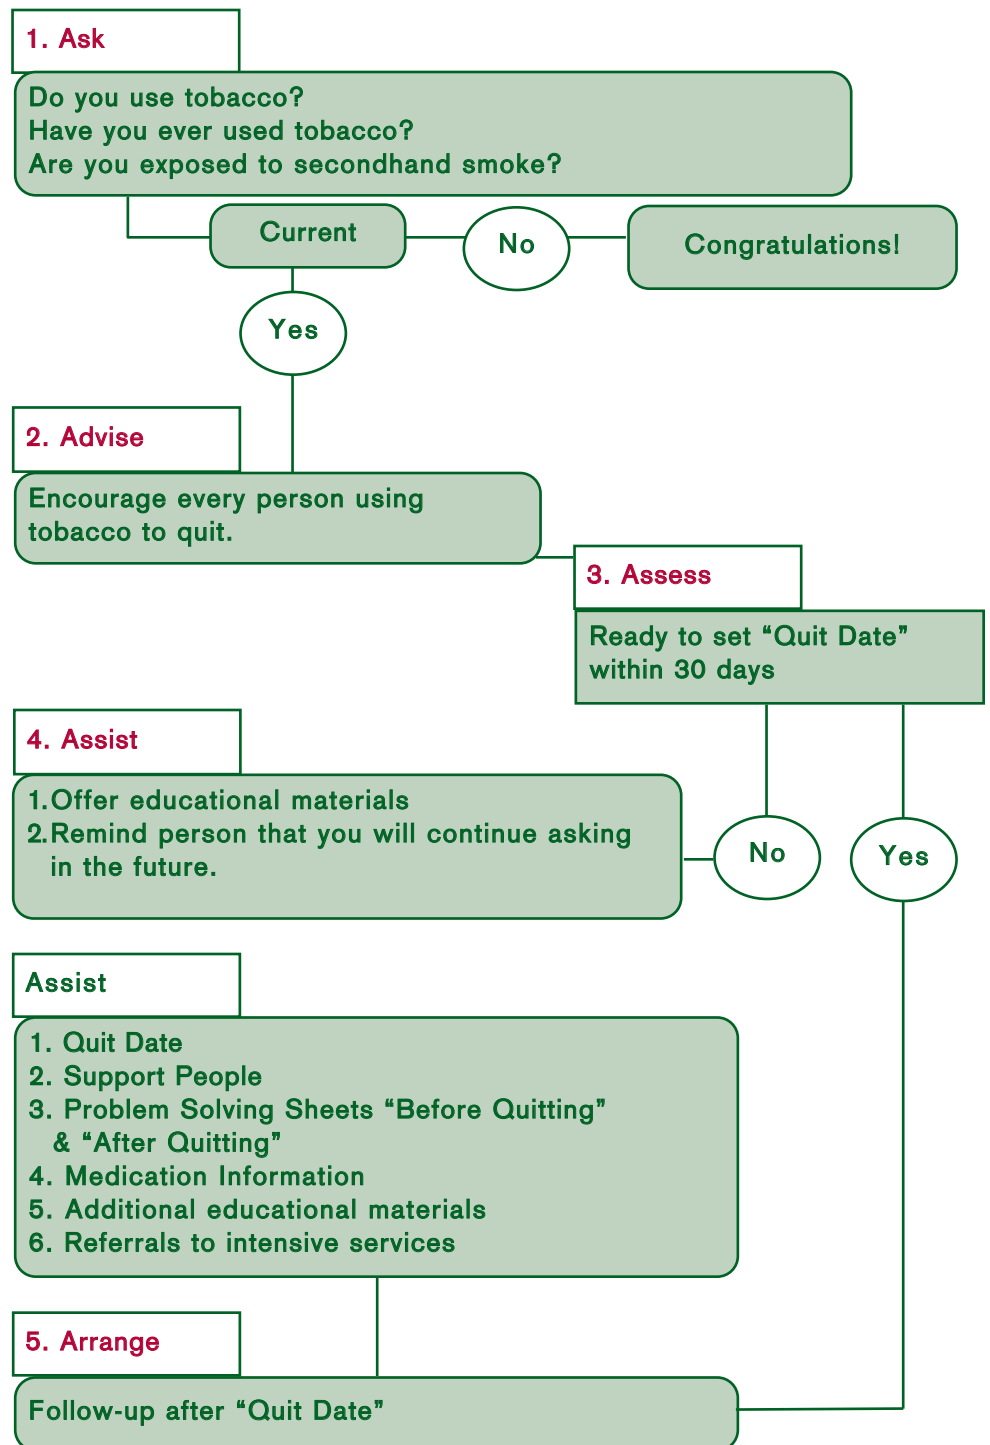 1. Ask
Do you use tobacco?
Have you ever used tobacco?
Are you exposed to secondhand smoke?
Current
No
Congratulations!
Yes
2. Advise
Encourage every person using
tobacco to quit.
3. Assess
Ready to set “Quit Date”
within 30 days
4. Assist
1.Offer educational materials
2.Remind person that you will continue asking
in the future.
No
Yes
Assist
1. Quit Date
2. Support People
3. Problem Solving Sheets “Before Quitting”
& “After Quitting”
4. Medication Information
5. Additional educational materials
6. Referrals to intensive services
5. Arrange
Follow-up after “Quit Date”